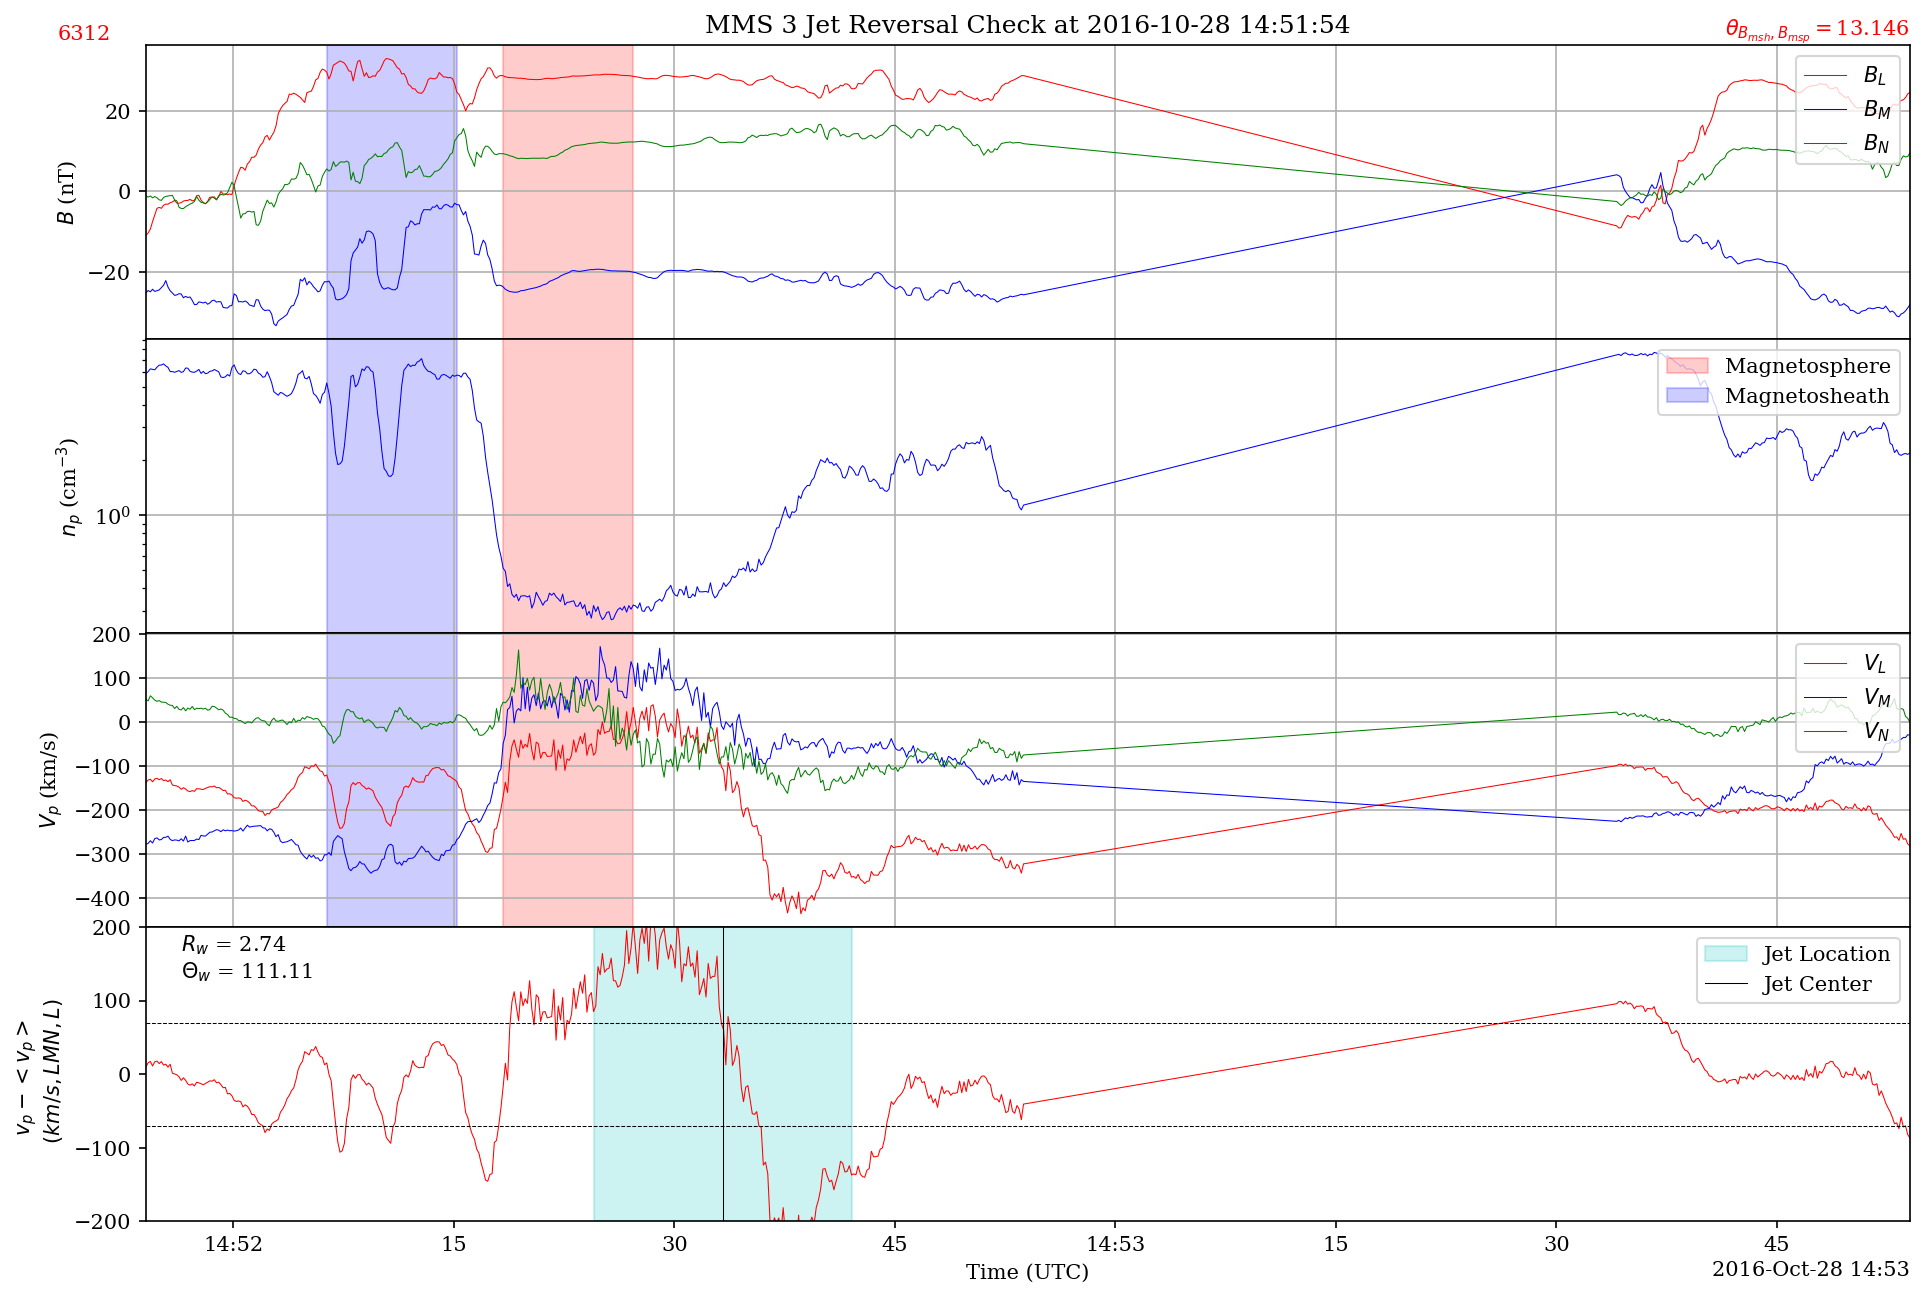 6312
MMS 3 Jet Reversal Check at 2016-10-28 14:51:54
θ_{B_{msh}, B_{msp}} = 13.146
B (nT)
20
0
−20
B_L
B_M
B_N
n_p (cm^{−3})
10^0
Magnetosphere
Magnetosheath
V_p (km/s)
200
100
0
−100
−200
−300
−400
V_L
V_M
V_N
v_p − < v_p >
(km/s, LMN, L)
200
100
0
−100
−200
R_w = 2.74
Θ_w = 111.11
Jet Location
Jet Center
14:52
15
30
45
14:53
15
30
45
Time (UTC)
2016-Oct-28 14:53